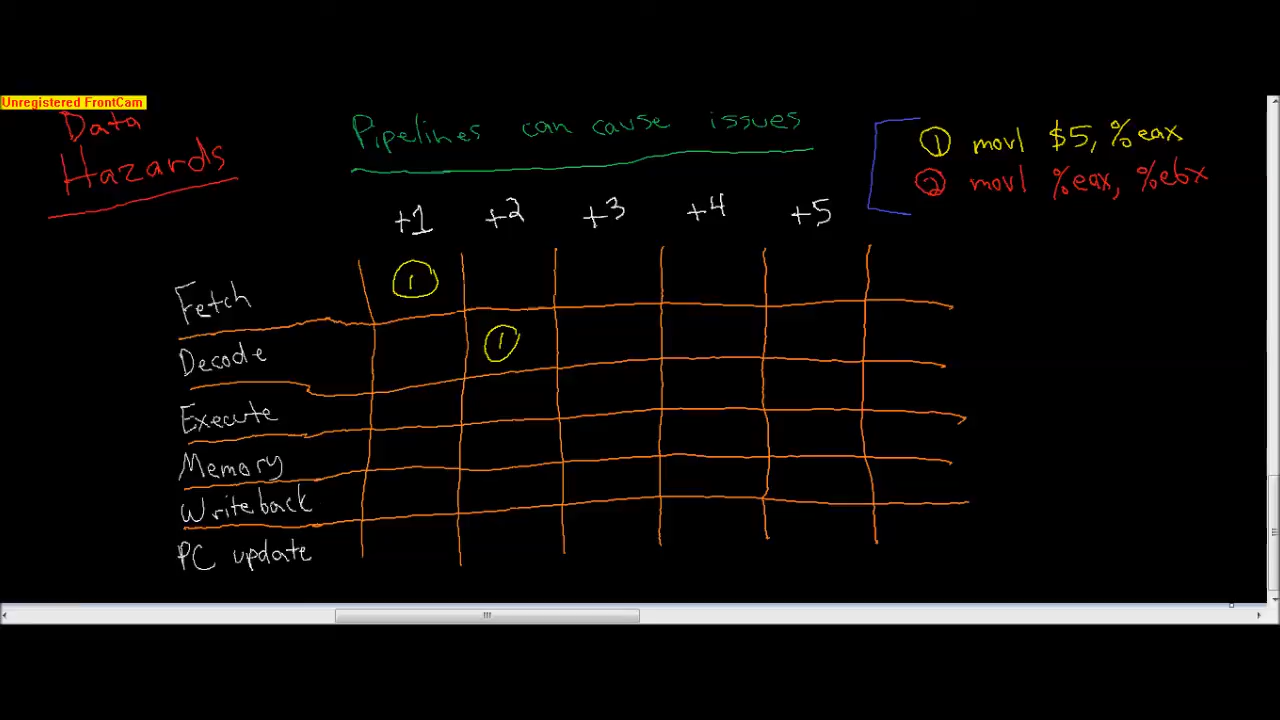 Unregistered FrontCam
Data
Hazards
Pipelines can cause issues
① movl $5, %eax
② movl %eax, %ebx
+1 +2 +3 +4 +5
Fetch ①
Decode ①
Execute
Memory
Writeback
PC update